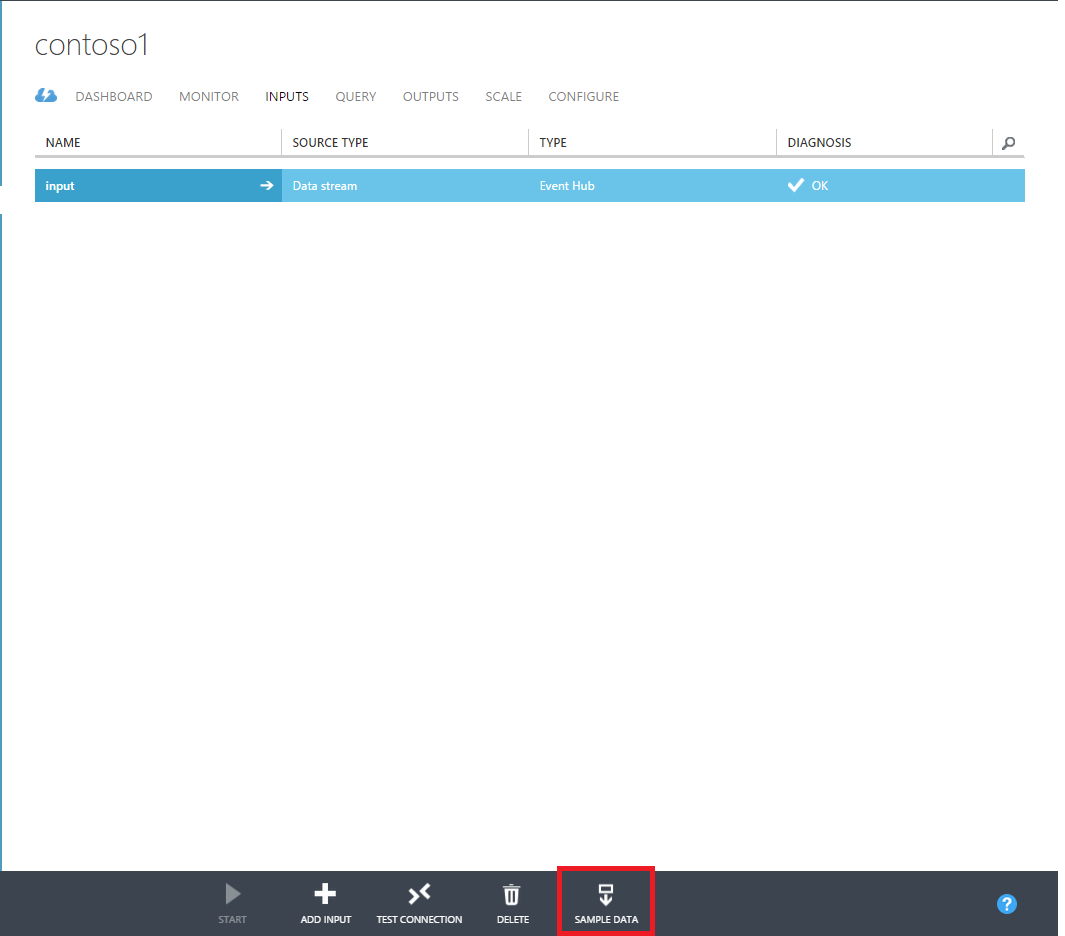 contoso1
DASHBOARD MONITOR INPUTS QUERY OUTPUTS SCALE CONFIGURE
NAME SOURCE TYPE TYPE DIAGNOSIS
input Data stream Event Hub OK
START ADD INPUT TEST CONNECTION DELETE SAMPLE DATA ?